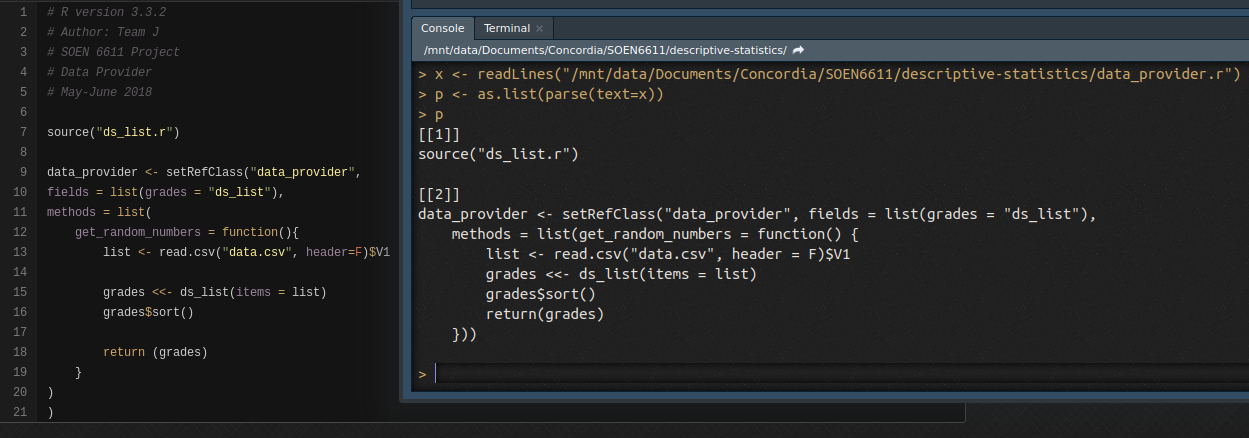 1 # R version 3.3.2
2 # Author: Team J
3 # SOEN 6611 Project
4 # Data Provider
5 # May-June 2018
6
7 source("ds_list.r")
8
9 data_provider <- setRefClass("data_provider",
10 fields = list(grades = "ds_list"),
11 methods = list(
12     get_random_numbers = function(){
13         list <- read.csv("data.csv", header=F)$V1
14
15         grades <<- ds_list(items = list)
16         grades$sort()
17
18         return (grades)
19     }
20 )
21 )
Console Terminal ×
/mnt/data/Documents/Concordia/SOEN6611/descriptive-statistics/
> x <- readLines("/mnt/data/Documents/Concordia/SOEN6611/descriptive-statistics/data_provider.r")
> p <- as.list(parse(text=x))
> p
[[1]]
source("ds_list.r")

[[2]]
data_provider <- setRefClass("data_provider", fields = list(grades = "ds_list"),
    methods = list(get_random_numbers = function() {
        list <- read.csv("data.csv", header = F)$V1
        grades <<- ds_list(items = list)
        grades$sort()
        return(grades)
    }))

>